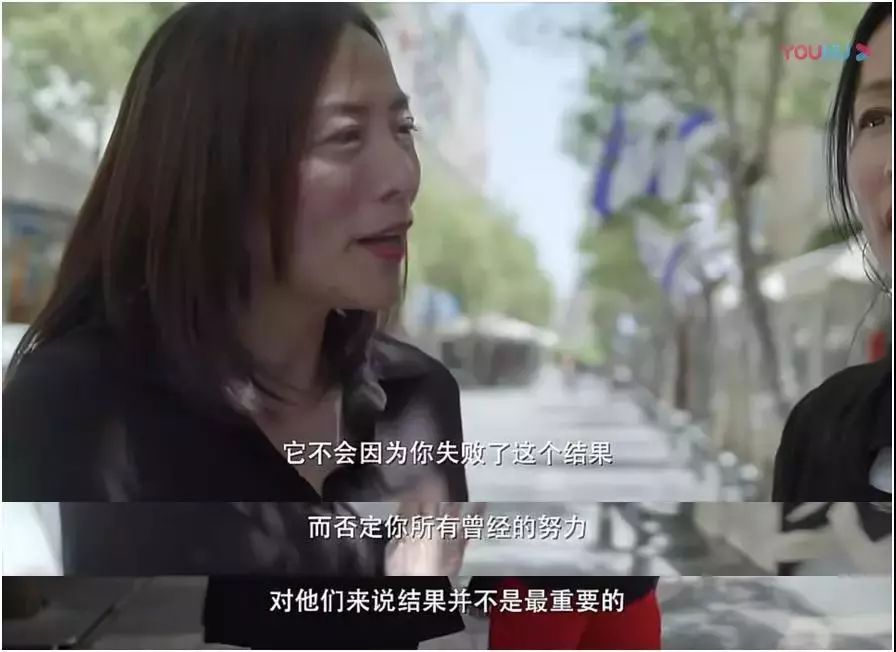 YOUKU
它不会因为你失败了这个结果
而否定你所有曾经的努力
对他们来说结果并不是最重要的